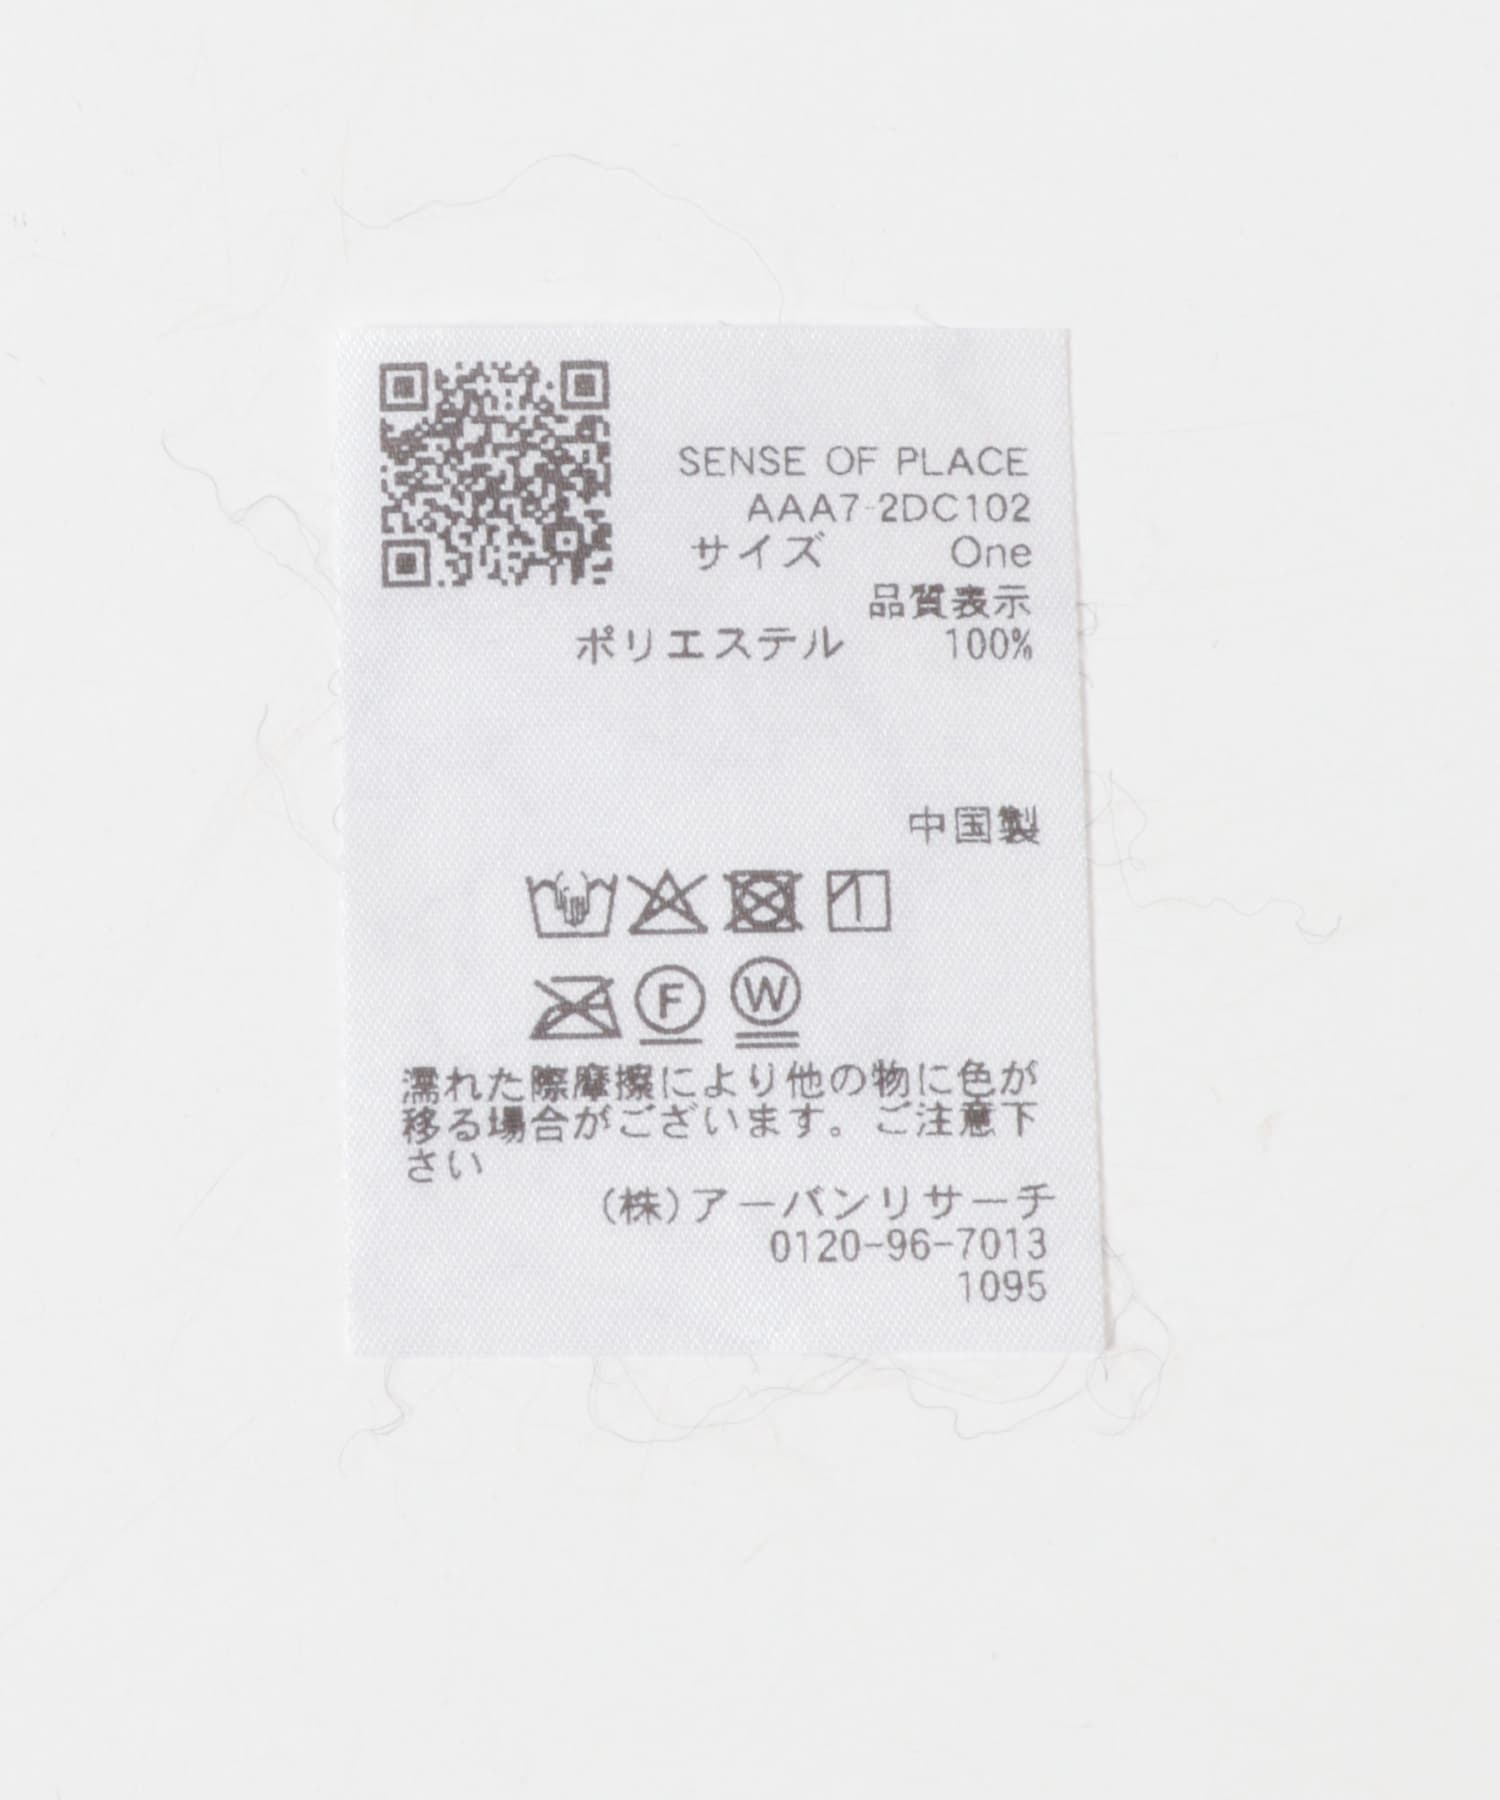 SENSE OF PLACE
AAA7-2DC102
サイズ One
品質表示
ポリエステル 100%
中国製
F W
濡れた際摩擦により他の物に色が
移る場合がございます。ご注意下
さい
(株)アーバンリサーチ
0120-96-7013
1095